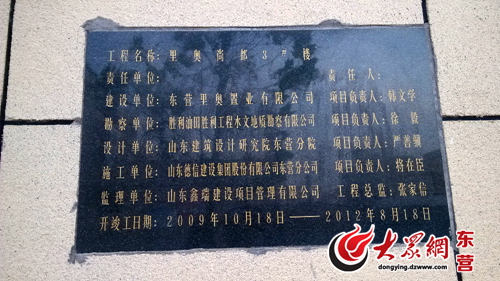 工程名称: 里奥尚都3#楼
责任单位: 责任人:
建设单位: 东营里奥置业有限公司 项目负责人: 韩文学
勘察单位: 胜利油田胜利工程水文地质勘察有限公司 项目负责人: 徐毅
设计单位: 山东建筑设计研究院东营分院 项目负责人: 严善颖
施工单位: 山东德信建设集团股份有限公司东营分公司 项目负责人: 将在臣
监理单位: 山东鑫瑞建设项目管理有限公司 工程总监: 张家信
开竣工日期: 2009年10月18日——2012年8月18日
大眾網 东营
dongying.dzwww.com